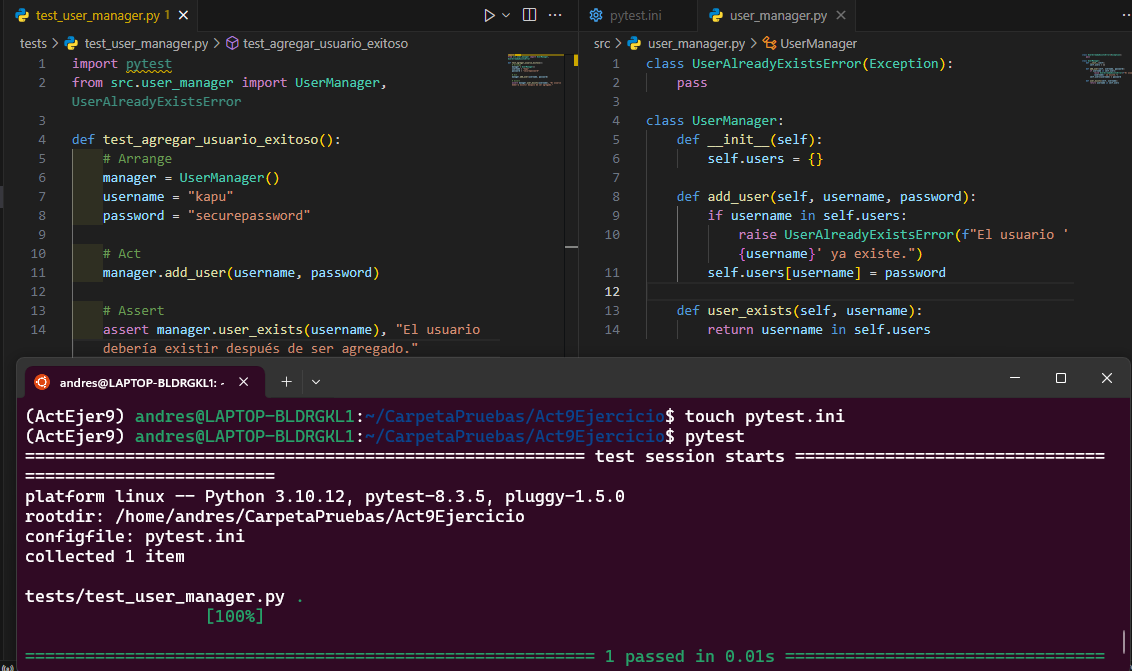 test_user_manager.py 1
tests > test_user_manager.py > test_agregar_usuario_exitoso
1 import pytest
2 from src.user_manager import UserManager,
UserAlreadyExistsError
3
4 def test_agregar_usuario_exitoso():
5 # Arrange
6 manager = UserManager()
7 username = "kapu"
8 password = "securepassword"
9
10 # Act
11 manager.add_user(username, password)
12
13 # Assert
14 assert manager.user_exists(username), "El usuario
debería existir después de ser agregado."
pytest.ini
user_manager.py
src > user_manager.py > UserManager
1 class UserAlreadyExistsError(Exception):
2 pass
3
4 class UserManager:
5 def __init__(self):
6 self.users = {}
7
8 def add_user(self, username, password):
9 if username in self.users:
10 raise UserAlreadyExistsError(f"El usuario '
{username}' ya existe.")
11 self.users[username] = password
12
13 def user_exists(self, username):
14 return username in self.users
andres@LAPTOP-BLDRGKL1: -
(ActEjer9) andres@LAPTOP-BLDRGKL1:~/CarpetaPruebas/Act9Ejercicio$ touch pytest.ini
(ActEjer9) andres@LAPTOP-BLDRGKL1:~/CarpetaPruebas/Act9Ejercicio$ pytest
======================================================== test session starts ===============================
=========================
platform linux -- Python 3.10.12, pytest-8.3.5, pluggy-1.5.0
rootdir: /home/andres/CarpetaPruebas/Act9Ejercicio
configfile: pytest.ini
collected 1 item
tests/test_user_manager.py .
[100%]
========================================================= 1 passed in 0.01s ================================